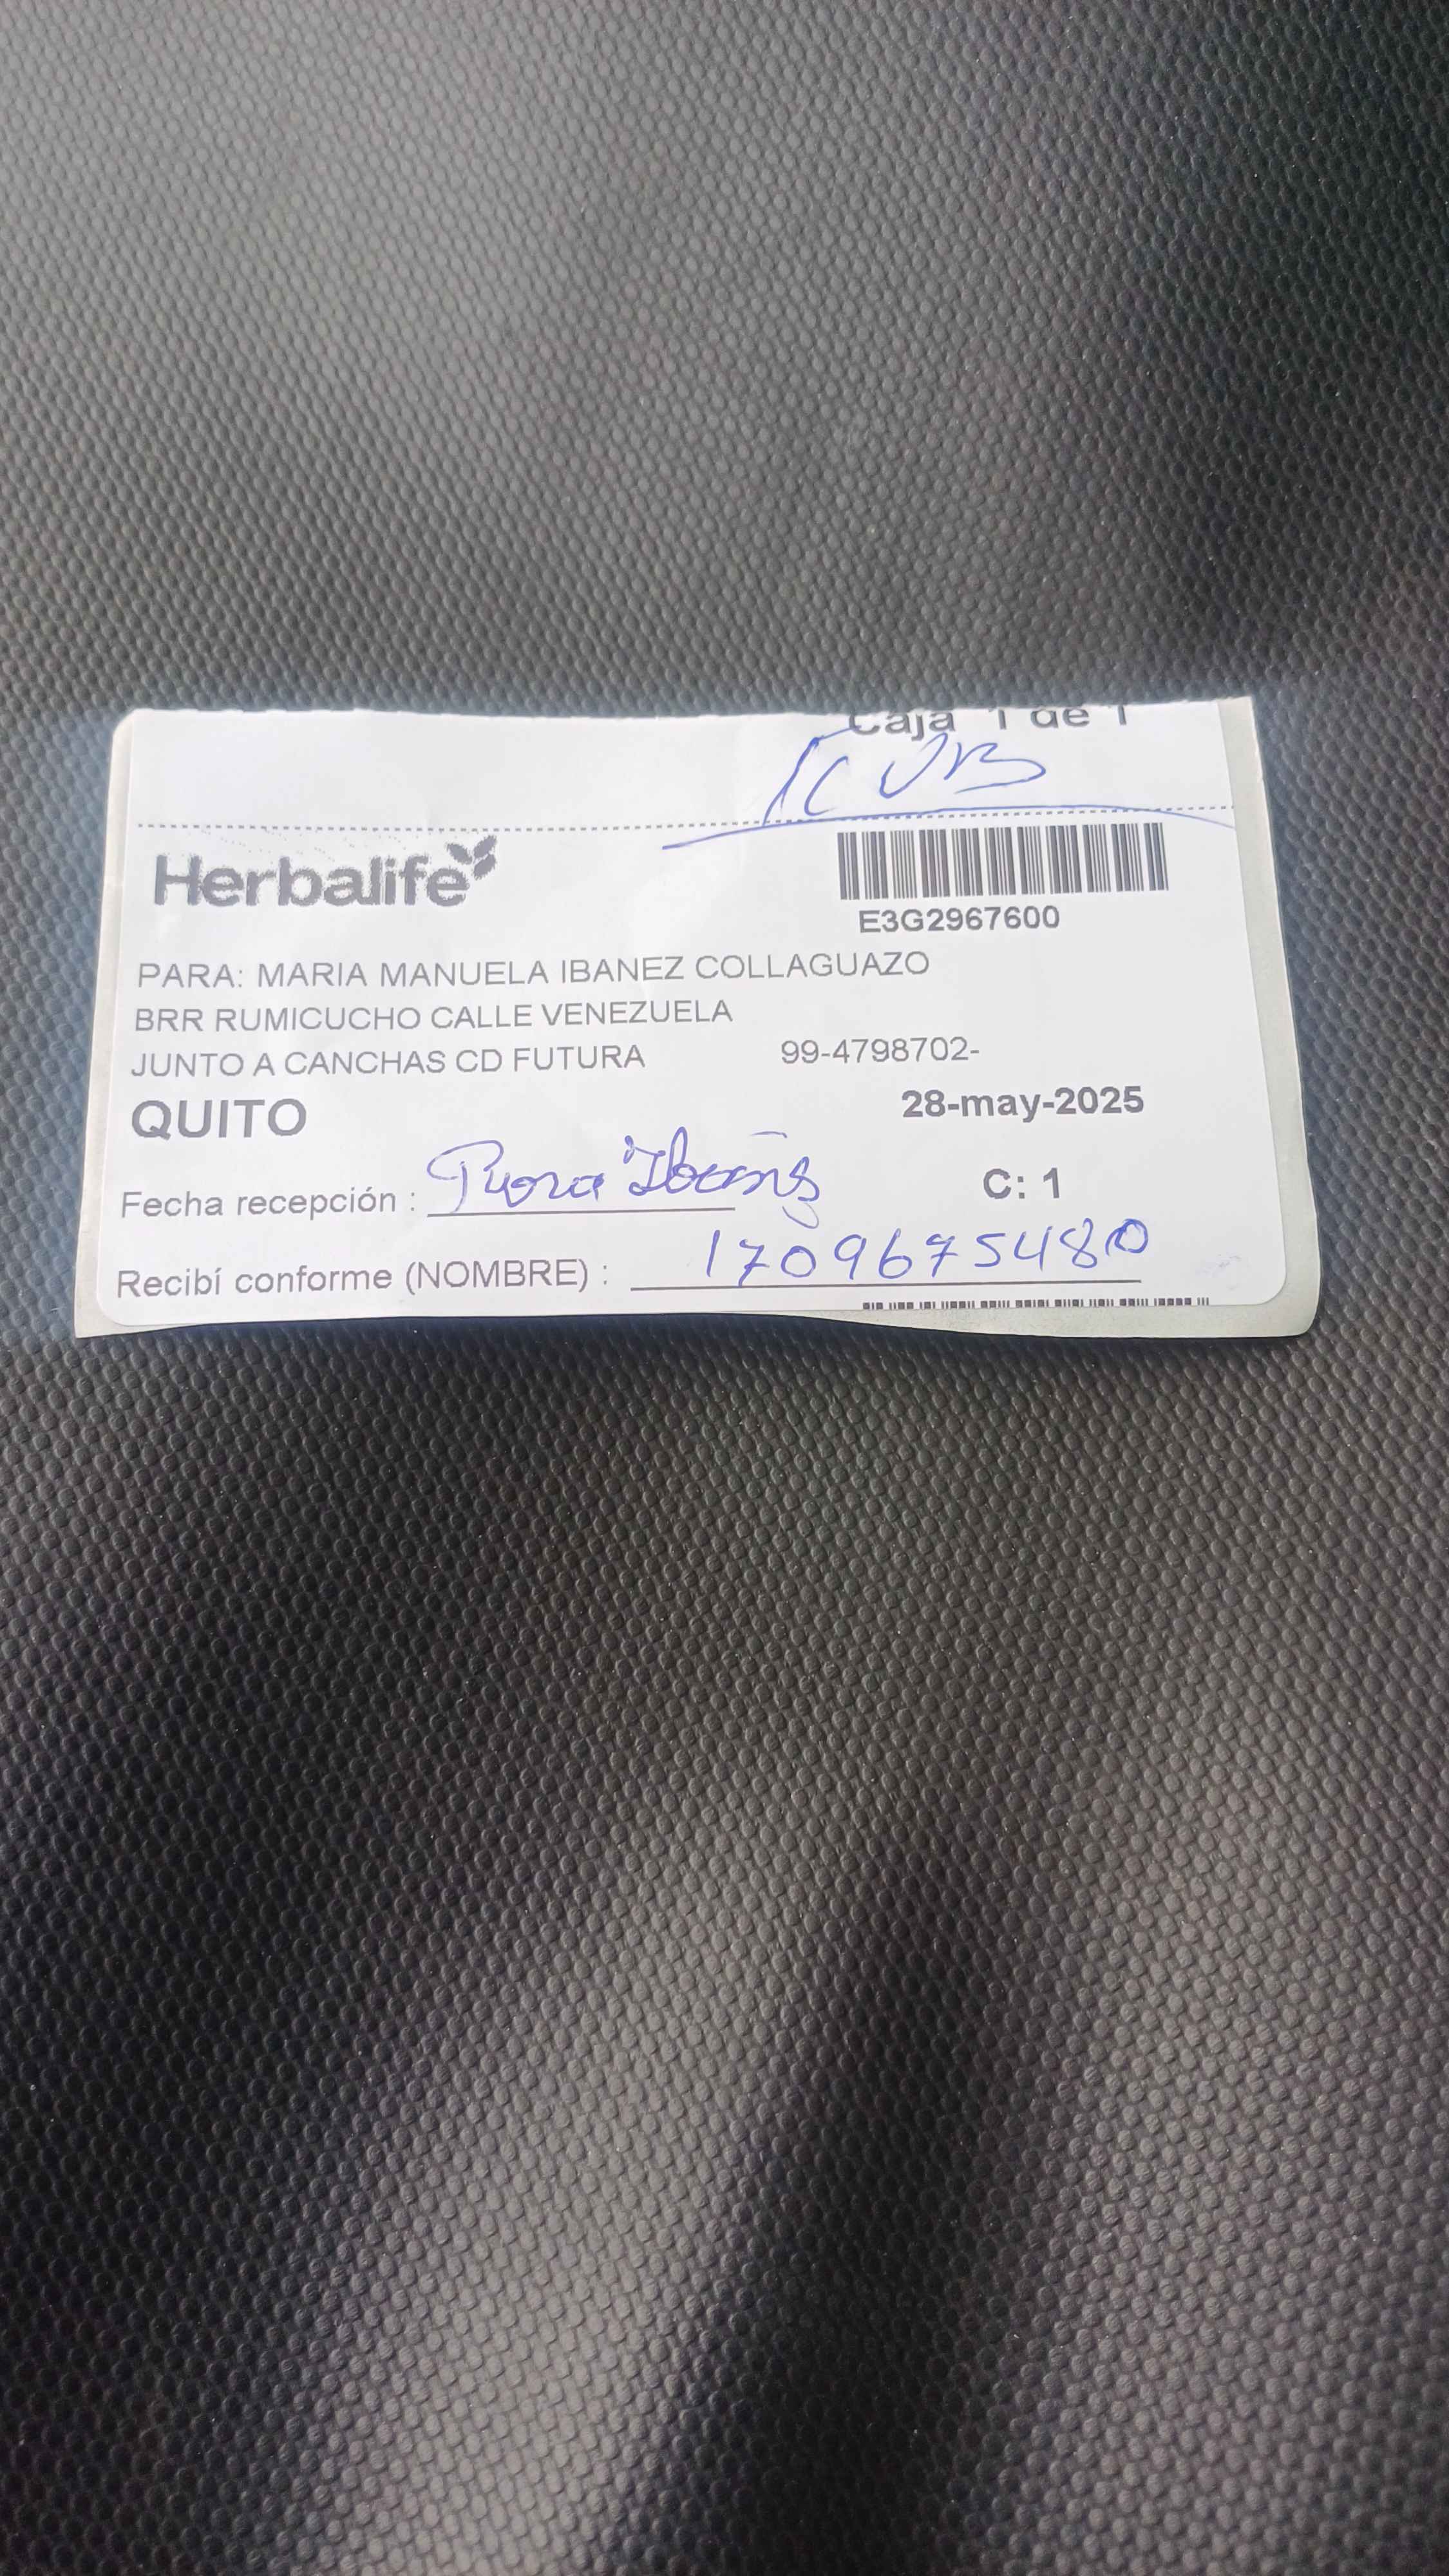 Caja 1 de 1
Herbalife
E3G2967600
PARA: MARIA MANUELA IBANEZ COLLAGUAZO
BRR RUMICUCHO CALLE VENEZUELA
JUNTO A CANCHAS CD FUTURA 99-4798702-
QUITO 28-may-2025
Fecha recepción : C: 1
Recibí conforme (NOMBRE) : 1709675480